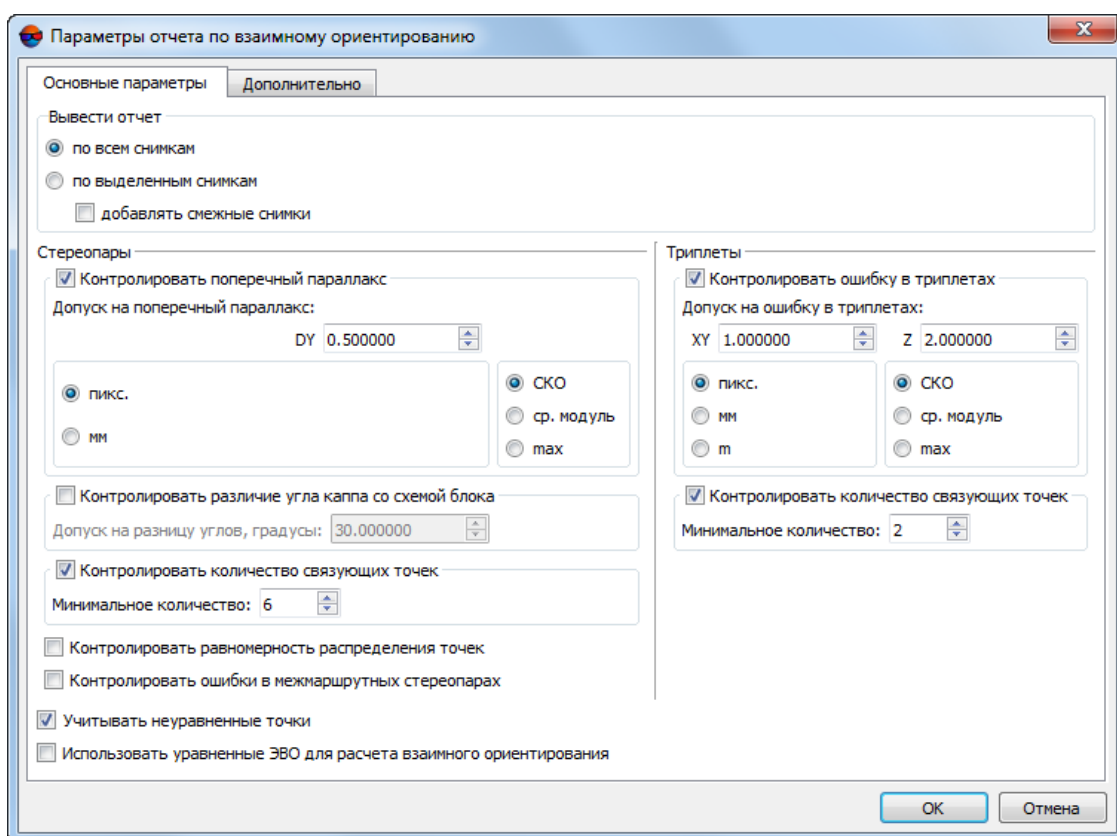 Параметры отчета по взаимному ориентированию
Основные параметры
Дополнительно
Вывести отчет
по всем снимкам
по выделенным снимкам
добавлять смежные снимки
Стереопары
Контролировать поперечный параллакс
Допуск на поперечный параллакс:
DY 0.500000
пикс.
мм
СКО
ср. модуль
max
Контролировать различие угла каппа со схемой блока
Допуск на разницу углов, градусы: 30.000000
Контролировать количество связующих точек
Минимальное количество: 6
Контролировать равномерность распределения точек
Контролировать ошибки в межмаршрутных стереопарах
Триплеты
Контролировать ошибку в триплетах
Допуск на ошибку в триплетах:
XY 1.000000 Z 2.000000
пикс.
мм
m
СКО
ср. модуль
max
Контролировать количество связующих точек
Минимальное количество: 2
Учитывать неуравненные точки
Использовать уравненные ЭВО для расчета взаимного ориентирования
OK
Отмена